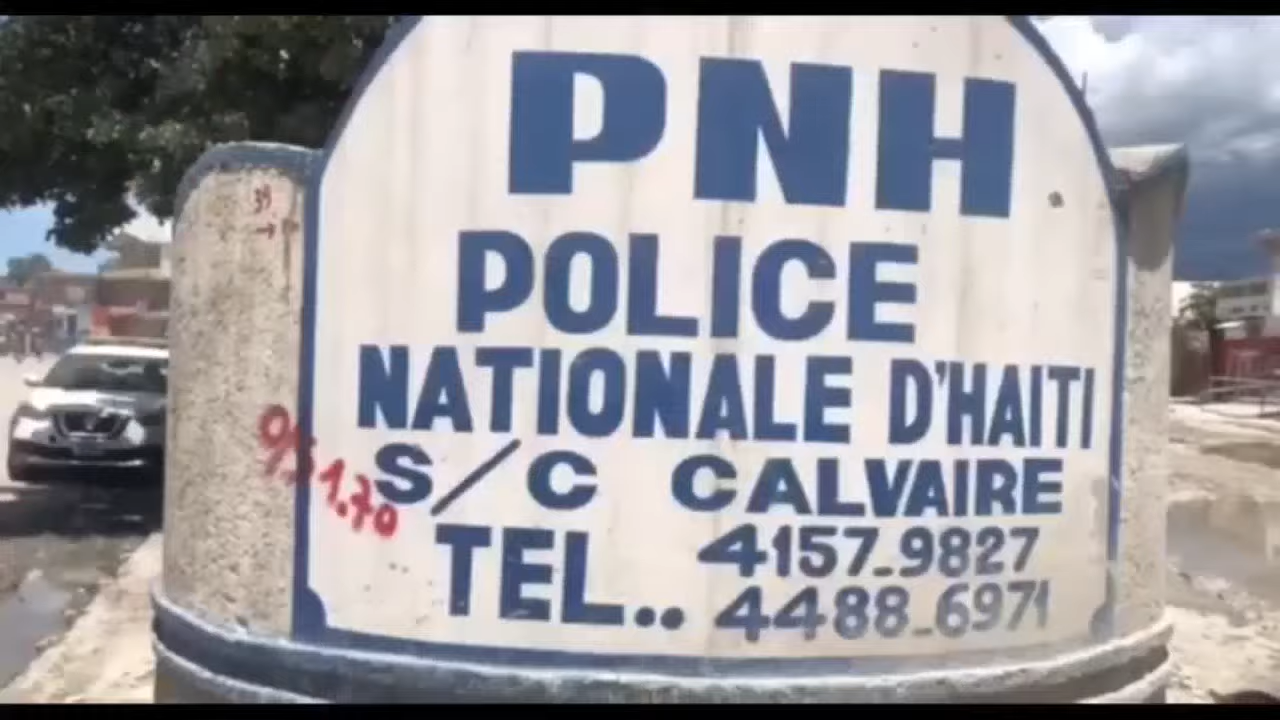 PNH
POLICE
NATIONALE D'HAITI
S/C CALVAIRE
TEL.. 4157-9827
4488-6971